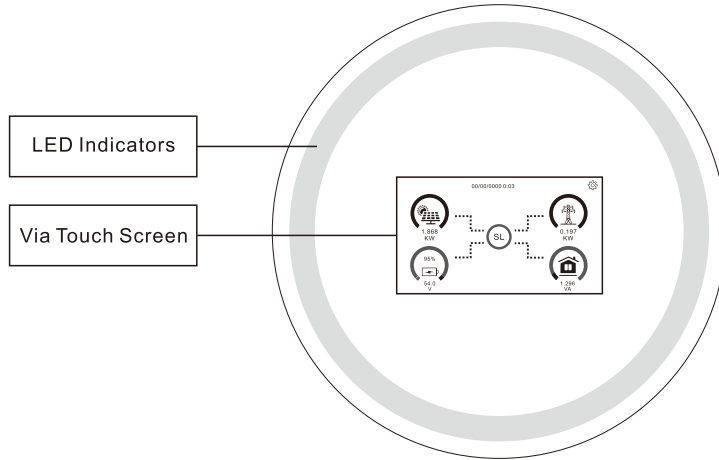 LED Indicators
Via Touch Screen
00/00/0000 0:03
1.868
KW
0.197
KW
SL
95%
54.0
V
1.296
VA